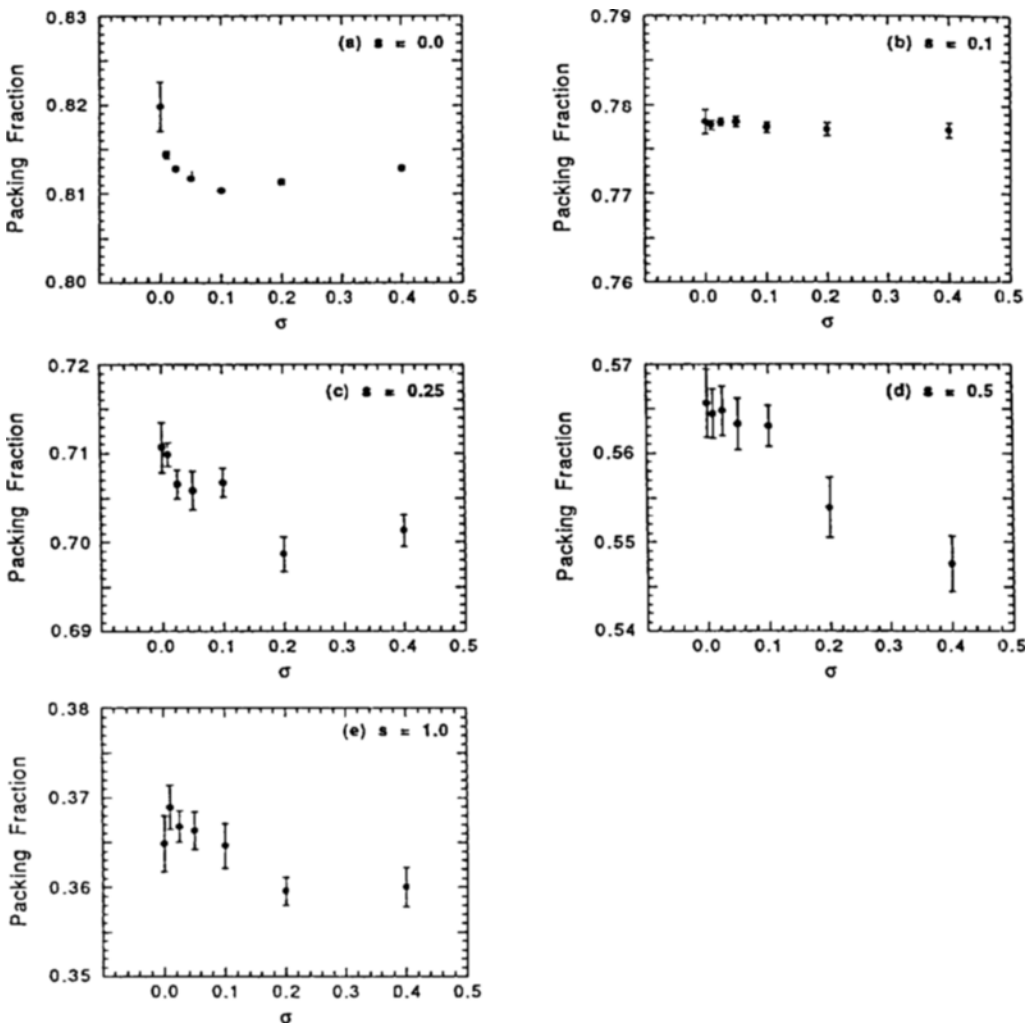 0.83
(a) s = 0.0
0.82
0.81
0.80
0.0 0.1 0.2 0.3 0.4 0.5
σ
Packing Fraction
0.79
(b) s = 0.1
0.78
0.77
0.76
0.0 0.1 0.2 0.3 0.4 0.5
σ
Packing Fraction
0.72
(c) s = 0.25
0.71
0.70
0.69
0.0 0.1 0.2 0.3 0.4 0.5
σ
Packing Fraction
0.57
(d) s = 0.5
0.56
0.55
0.54
0.0 0.1 0.2 0.3 0.4 0.5
σ
Packing Fraction
0.38
(e) s = 1.0
0.37
0.36
0.35
0.0 0.1 0.2 0.3 0.4 0.5
σ
Packing Fraction